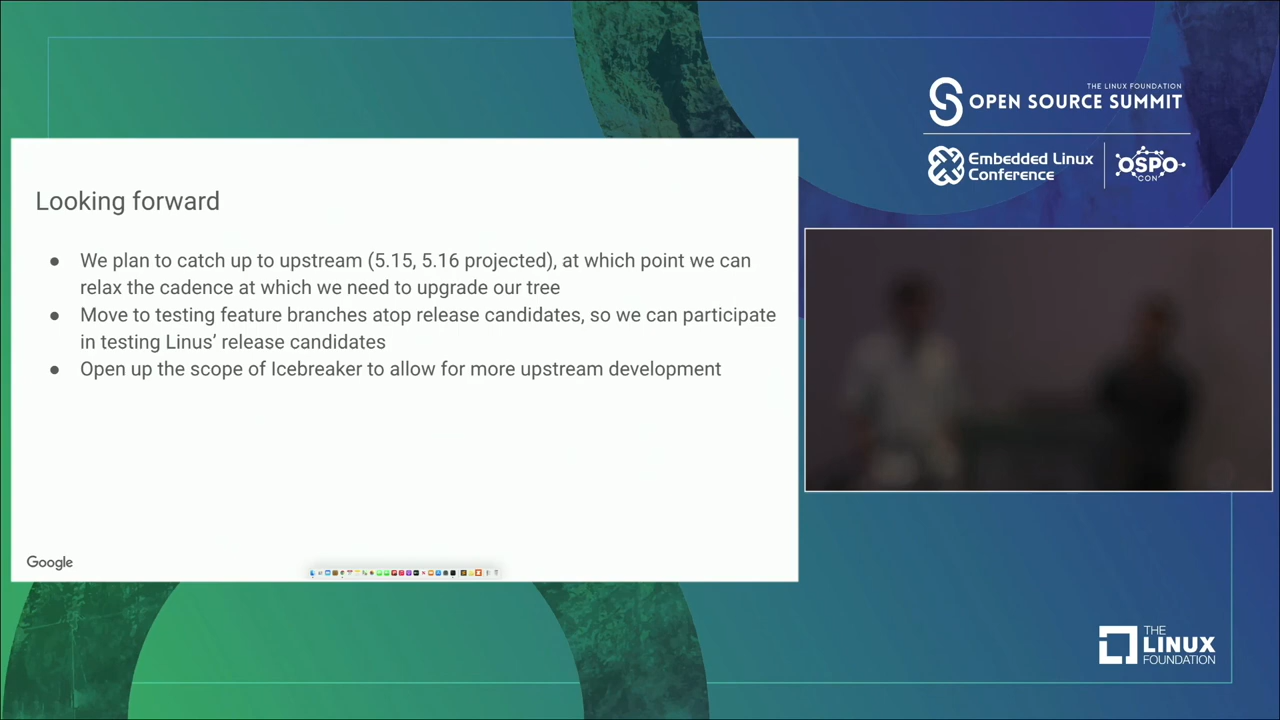 THE LINUX FOUNDATION
OPEN SOURCE SUMMIT
Embedded Linux
Conference
OSPO
CON
Looking forward
● We plan to catch up to upstream (5.15, 5.16 projected), at which point we can
relax the cadence at which we need to upgrade our tree
● Move to testing feature branches atop release candidates, so we can participate
in testing Linus’ release candidates
● Open up the scope of Icebreaker to allow for more upstream development
Google
THE
LINUX
FOUNDATION